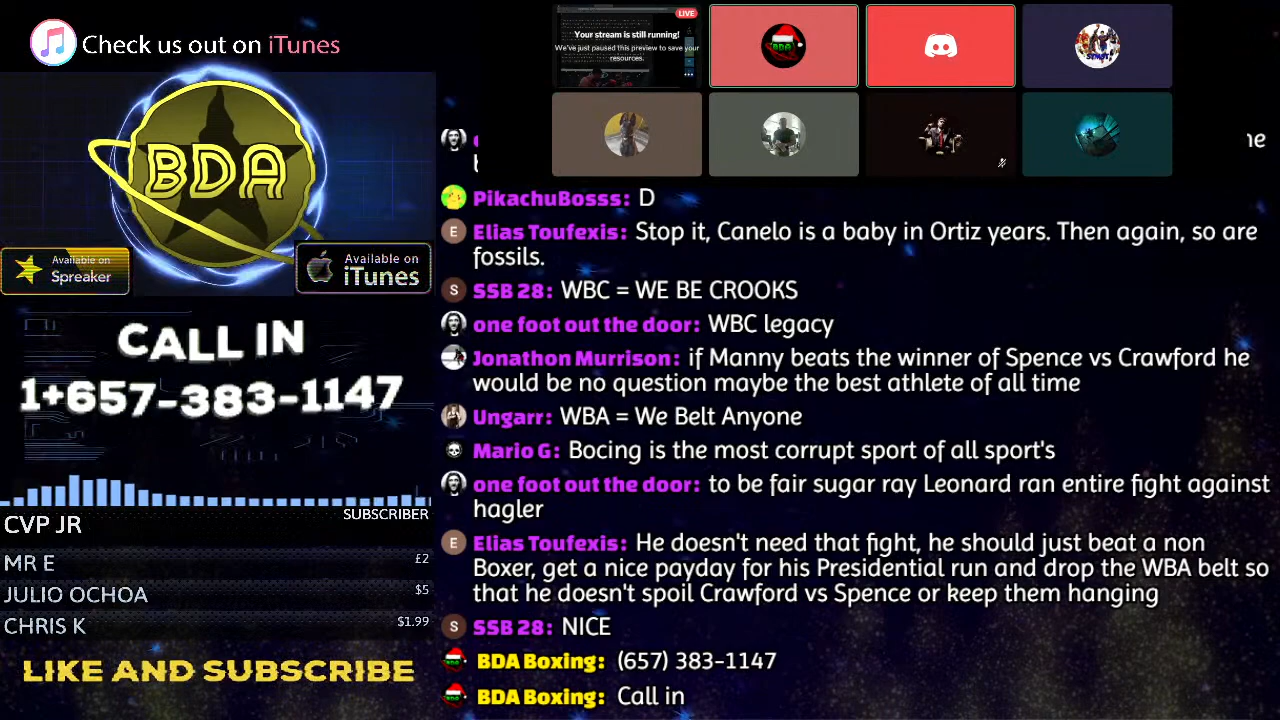 Check us out on iTunes
BDA
Available on
Spreaker
Available on
iTunes
CALL IN
1+657-383-1147
SUBSCRIBER
CVP JR
MR E £2
JULIO OCHOA $5
CHRIS K $1.99
LIKE AND SUBSCRIBE
LIVE
Your stream is still running!
We've just paused this preview to save your
resources.
BDA
PikachuBosss: D
Elias Toufexis: Stop it, Canelo is a baby in Ortiz years. Then again, so are
fossils.
SSB 28: WBC = WE BE CROOKS
one foot out the door: WBC legacy
Jonathon Murrison: if Manny beats the winner of Spence vs Crawford he
would be no question maybe the best athlete of all time
Ungarr: WBA = We Belt Anyone
Mario G: Bocing is the most corrupt sport of all sport's
one foot out the door: to be fair sugar ray Leonard ran entire fight against
hagler
Elias Toufexis: He doesn't need that fight, he should just beat a non
Boxer, get a nice payday for his Presidential run and drop the WBA belt so
that he doesn't spoil Crawford vs Spence or keep them hanging
SSB 28: NICE
BDA Boxing: (657) 383-1147
BDA Boxing: Call in